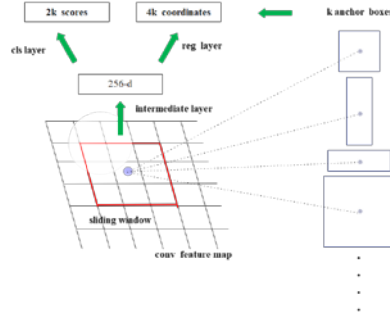 2k scores
4k coordinates
k anchor boxes
cls layer
reg layer
256-d
intermediate layer
sliding window
conv feature map